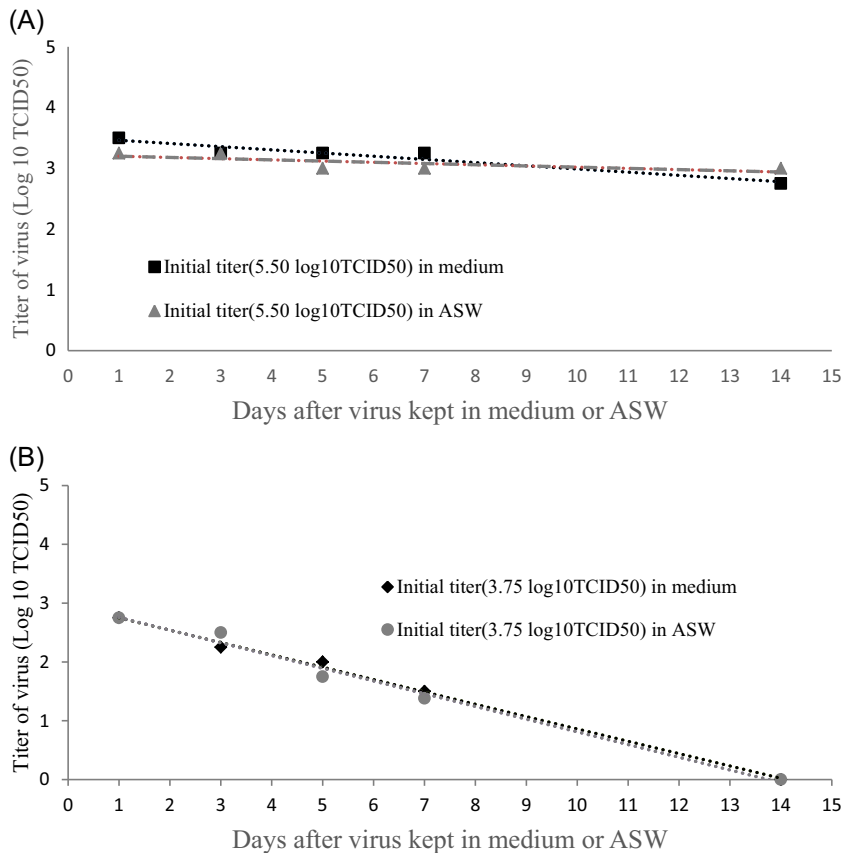 (A)
Titer of virus (Log 10 TCID50)
5
4
3
2
1
0
Initial titer(5.50 log10TCID50) in medium
Initial titer(5.50 log10TCID50) in ASW
0 1 2 3 4 5 6 7 8 9 10 11 12 13 14 15
Days after virus kept in medium or ASW
(B)
Titer of virus (Log 10 TCID50)
5
4
3
2
1
0
Initial titer(3.75 log10TCID50) in medium
Initial titer(3.75 log10TCID50) in ASW
0 1 2 3 4 5 6 7 8 9 10 11 12 13 14 15
Days after virus kept in medium or ASW